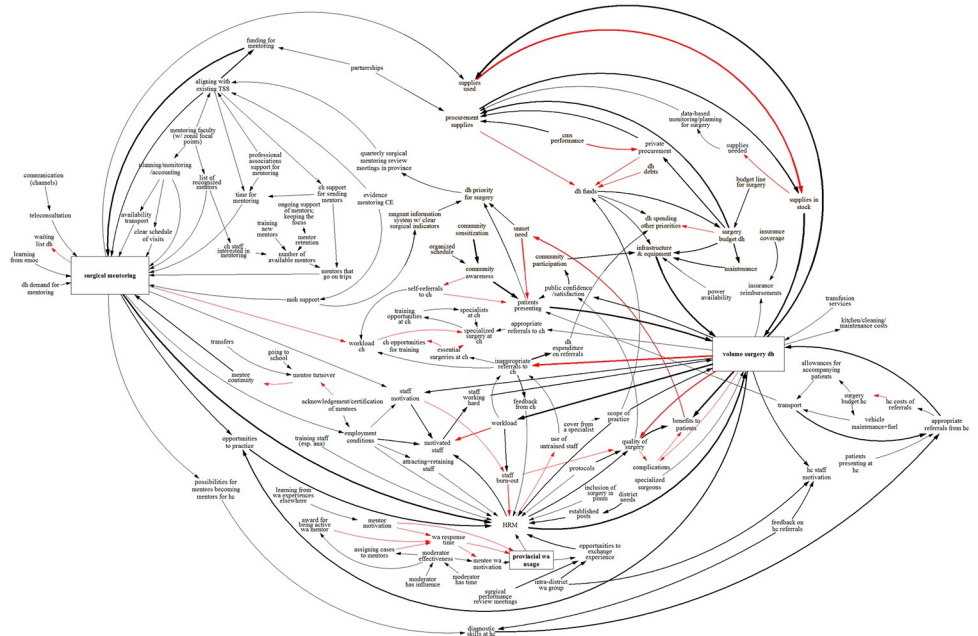 funding for
mentoring
partnerships
aligning with
existing TSS
supplies
used
procurement
supplies
data-based
monitoring/planning
for surgery
cms
performance
private
procurement
supplies
needed
mentoring faculty
(w/ zonal focal
points)
professional
associations
support for
mentoring
quarterly surgical
mentoring review
meetings in province
dh
debts
budget line
for surgery
planning/monitoring
/accounting
list of
recognized
mentors
time for
mentoring
ch support
for sending
mentors
evidence
mentoring CE
dh priority
for surgery
dh funds
supplies in
stock
communication
(channels)
teleconsultation
availability
transport
clear schedule
of visits
training
new
mentors
ongoing support
of mentors;
keeping the
focus
mentor
retention
mngmnt information
system w/ clear
surgical indicators
community
sensitization
unmet
need
dh spending
other priorities
surgery
budget dh
insurance
coverage
waiting
list dh
ch staff
interested in
mentoring
number of
available mentors
organized
schedule
infrastructure
& equipment
learning
from emoc
surgical mentoring
mentors that
go on trips
community
awareness
community
participation
maintenance
dh demand for
mentoring
moh support
self-referrals
to ch
patients
presenting
public confidence
/satisfaction
power
availability
insurance
reimbursements
transfusion
services
training
opportunities
at ch
specialists
at ch
specialized
surgery at
ch
appropriate
referrals to ch
kitchen/cleaning/
maintenance costs
transfers
workload
ch
ch opportunities
for training
essential
surgeries at ch
dh
expenditure
on referrals
volume surgery dh
going to
school
inappropriate
referrals to
ch
allowances for
accompanying
patients
mentee
continuity
mentee turnover
acknowledgement/certification
of mentees
staff
motivation
staff
working
hard
feedback
from ch
scope of
practice
transport
surgery
budget hc
hc costs of
referrals
vehicle
maintenance+fuel
appropriate
referrals from hc
opportunities
to practice
training staff
(esp. ana)
employment
conditions
motivated
staff
workload
cover from
a specialist
use of
untrained staff
quality of
surgery
benefits to
patients
attracting+retaining
staff
staff
burn-out
protocols
complications
specialized
surgeons
patients
presenting at
hc
hc staff
motivation
possibilities for
mentees becoming
mentors for hc
learning from
wa experiences
elsewhere
inclusion of
surgery in
pmm
district
needs
established
posts
award for
being active
wa mentor
mentor
motivation
HRM
feedback on
hc referrals
wa response
time
assigning cases
to mentors
moderator
effectiveness
mentee wa
motivation
provincial wa
usage
opportunities to
exchange
experience
moderator
has influence
moderator
has time
surgical
performance
review meetings
intra-district
wa group
diagnostic
skills at hc